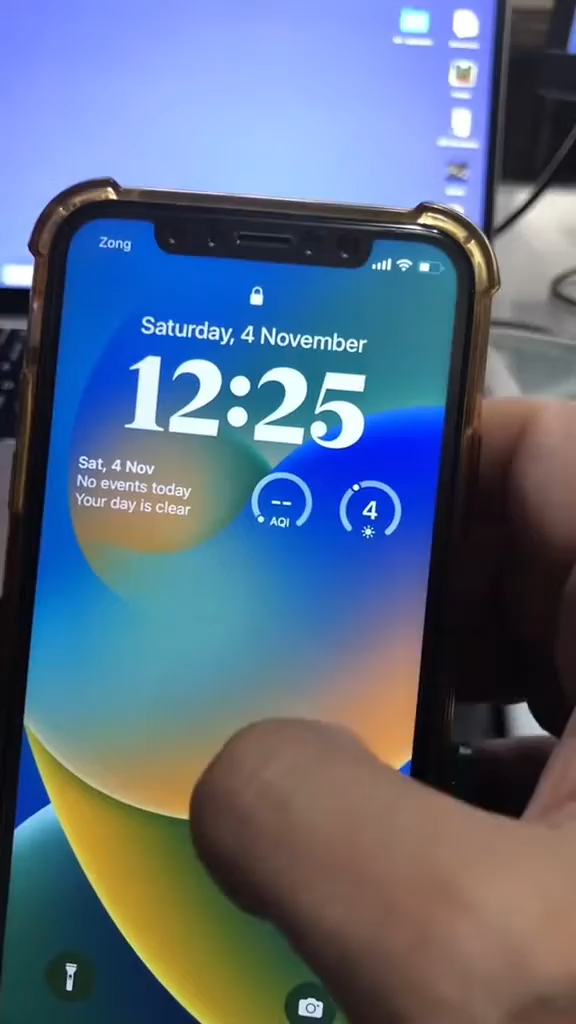 Zong
Saturday, 4 November
12:25
Sat, 4 Nov
No events today
Your day is clear
--
AQI
4